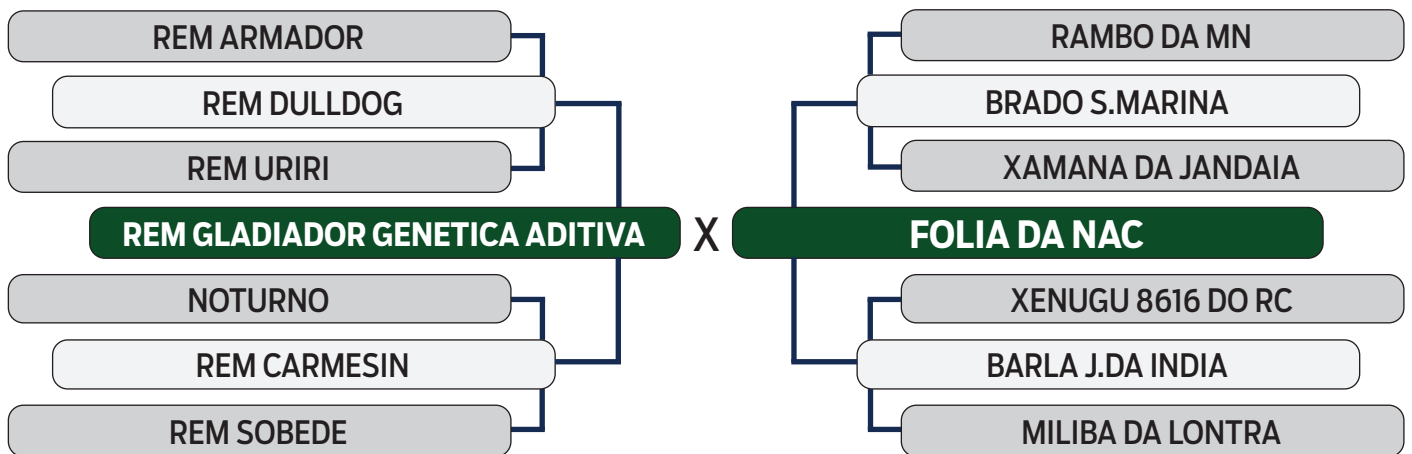 REM ARMADOR
REM DULLDOG
REM URIRI
REM GLADIADOR GENETICA ADITIVA
NOTURNO
REM CARMESIN
REM SOBEDE
X
RAMBO DA MN
BRADO S.MARINA
XAMANA DA JANDAIA
FOLIA DA NAC
XENUGU 8616 DO RC
BARLA J.DA INDIA
MILIBA DA LONTRA